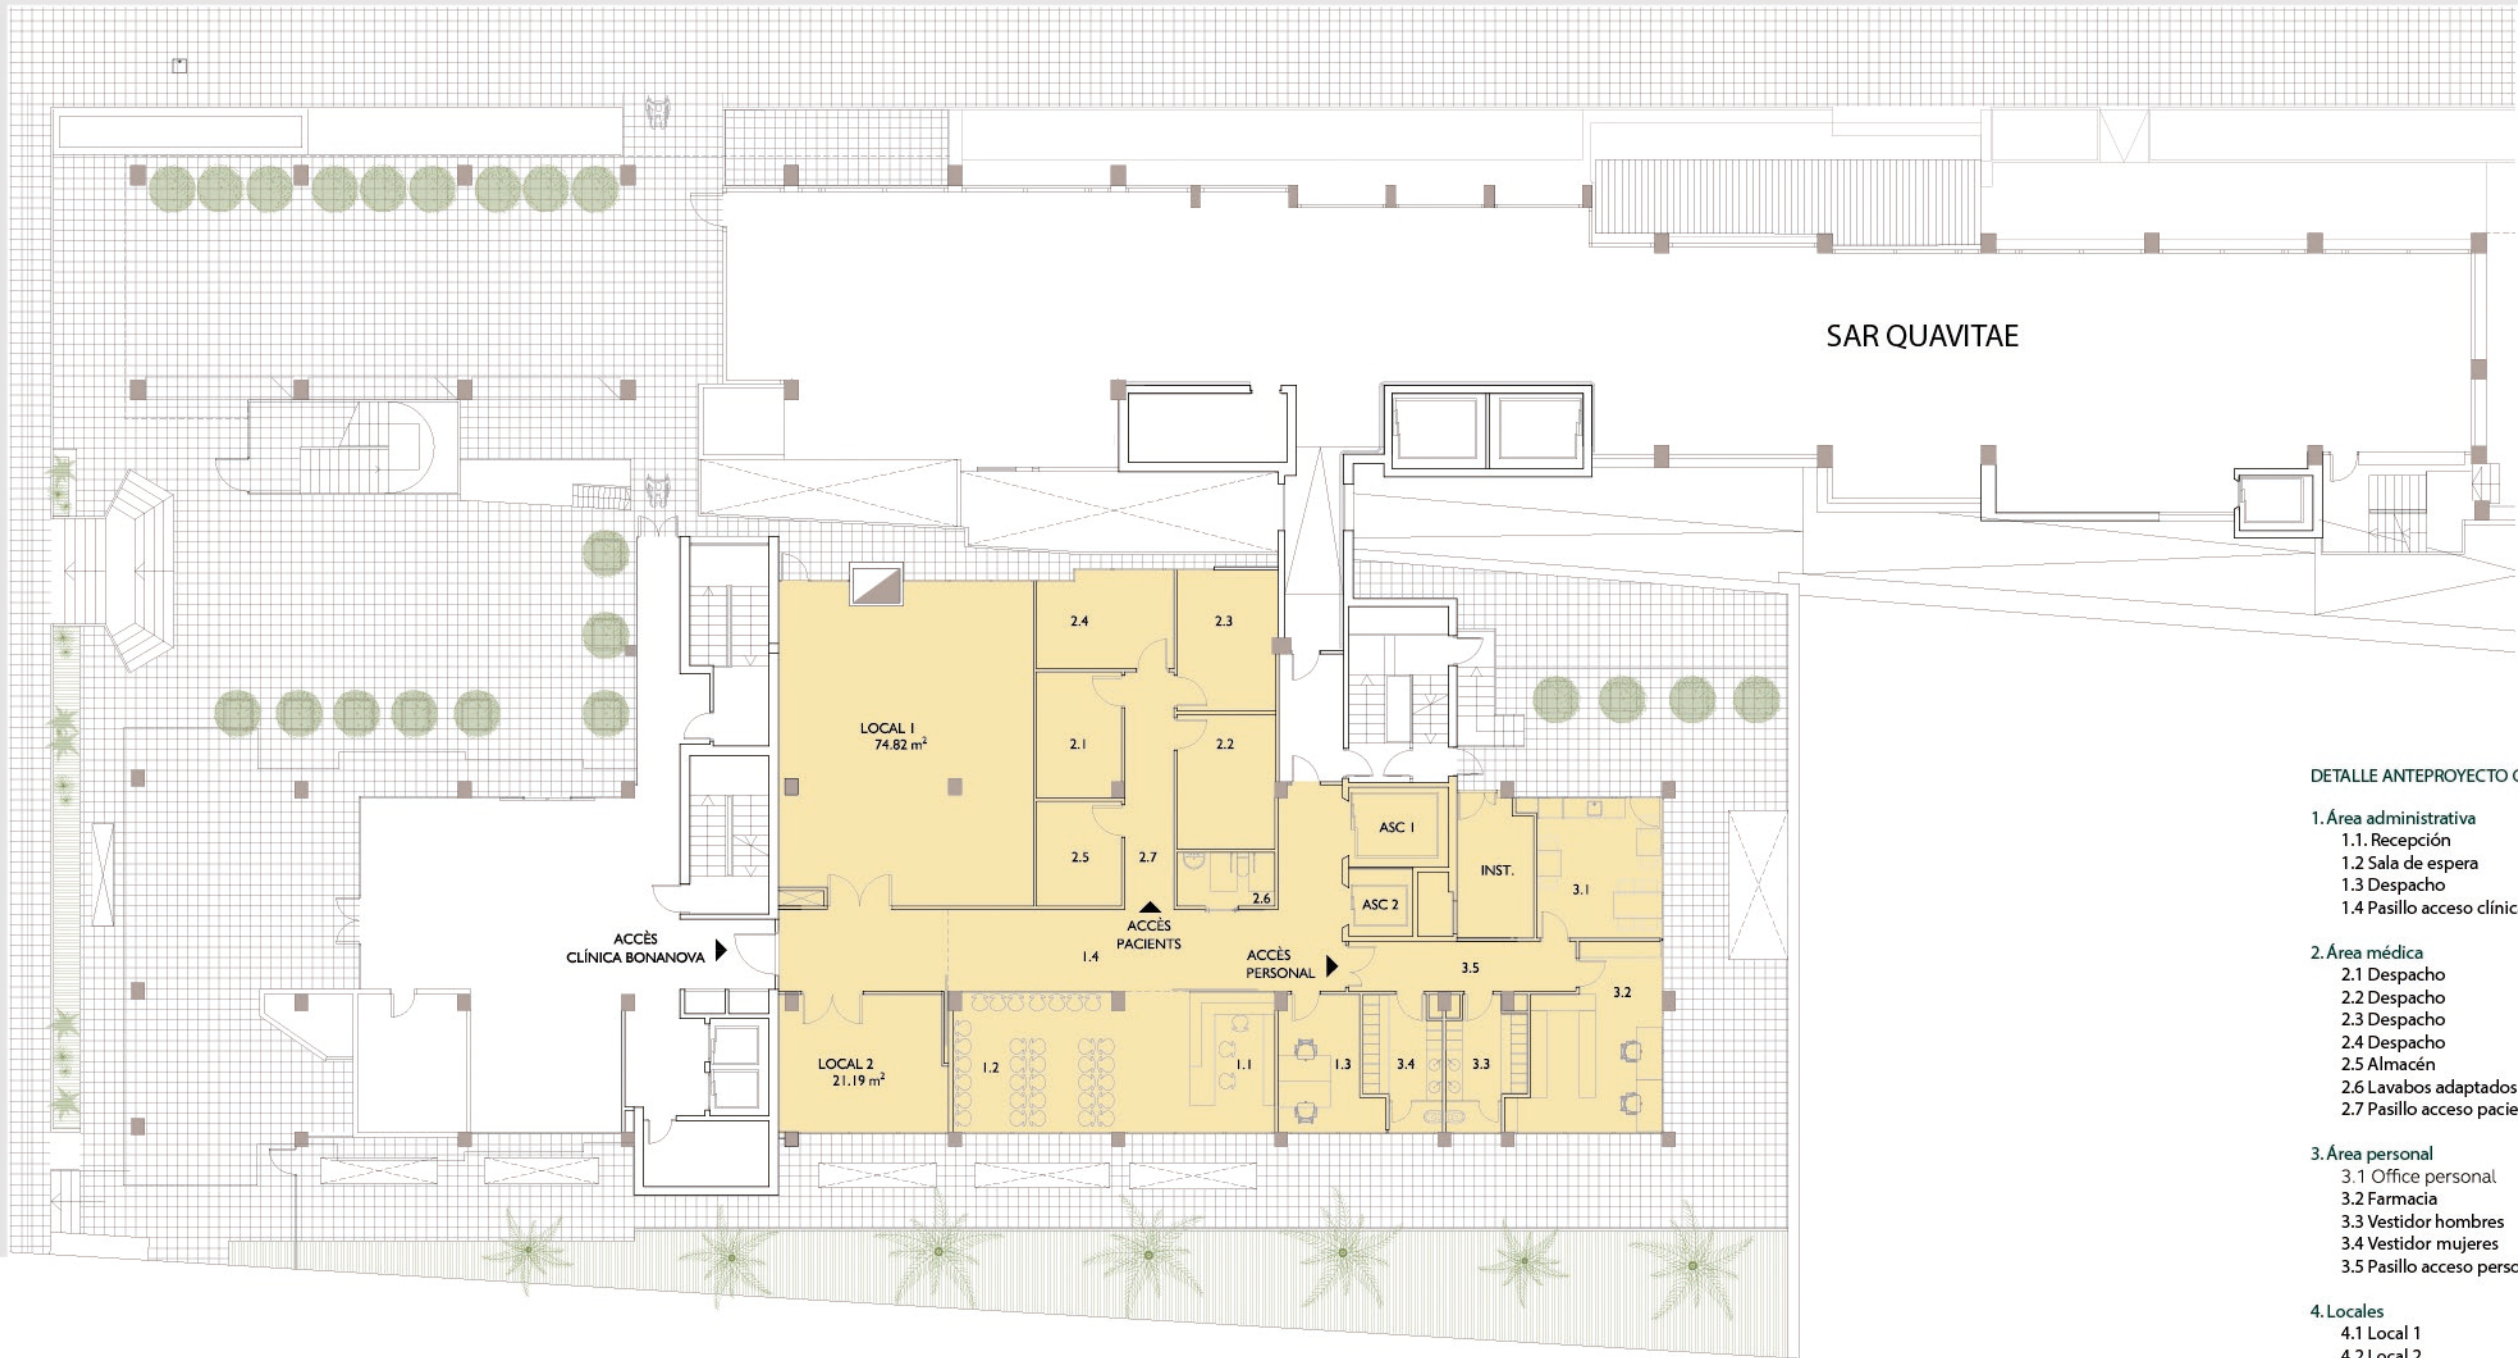 SAR QUAVITAE
2.4
2.3
LOCAL 1
74.82 m²
2.1
2.2
2.5
2.7
2.6
ASC 1
ASC 2
INST.
3.1
ACCÈS
CLÍNICA BONANOVA
ACCÈS
PACIENTS
1.4
ACCÈS
PERSONAL
3.5
3.2
LOCAL 2
21.19 m²
1.2
1.1
1.3
3.4
3.3
DETALLE ANTEPROYECTO
1. Área administrativa
1.1. Recepción
1.2 Sala de espera
1.3 Despacho
1.4 Pasillo acceso clínic
2. Área médica
2.1 Despacho
2.2 Despacho
2.3 Despacho
2.4 Despacho
2.5 Almacén
2.6 Lavabos adaptados
2.7 Pasillo acceso pacie
3. Área personal
3.1 Office personal
3.2 Farmacia
3.3 Vestidor hombres
3.4 Vestidor mujeres
3.5 Pasillo acceso perso
4. Locales
4.1 Local 1
4.2 Local 2